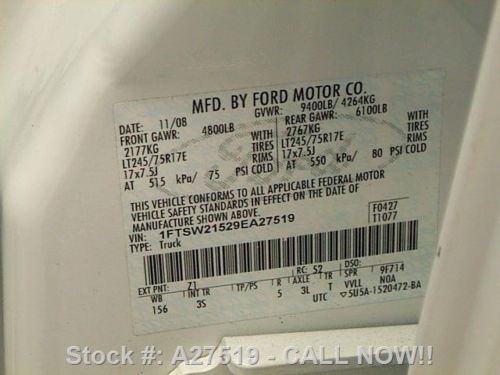 MFD. BY FORD MOTOR CO.
DATE: 11/08 GVWR: 9400LB/ 4264KG
FRONT GAWR: 4800LB REAR GAWR: 6100LB
2177KG WITH 2767KG WITH
LT245/75R17E TIRES LT245/75R17E TIRES
17x7.5J RIMS 17x7.5J RIMS
AT 515 kPa/ 75 PSI COLD AT 550 kPa/ 80 PSI COLD
THIS VEHICLE CONFORMS TO ALL APPLICABLE FEDERAL MOTOR
VEHICLE SAFETY STANDARDS IN EFFECT ON THE DATE OF
MANUFACTURE SHOWN ABOVE.
VIN: 1FTSW21529EA27519 F0427
TYPE: Truck T1077
EXT PNT: Z1 RC: 52 DSO:
WB INT TR TP/PS R AXLE TR SPR 9F714
156 3S 5 3L T VVLL NOA
UTC 5U5A-1520472-BA
Stock #: A27519 - CALL NOW!!